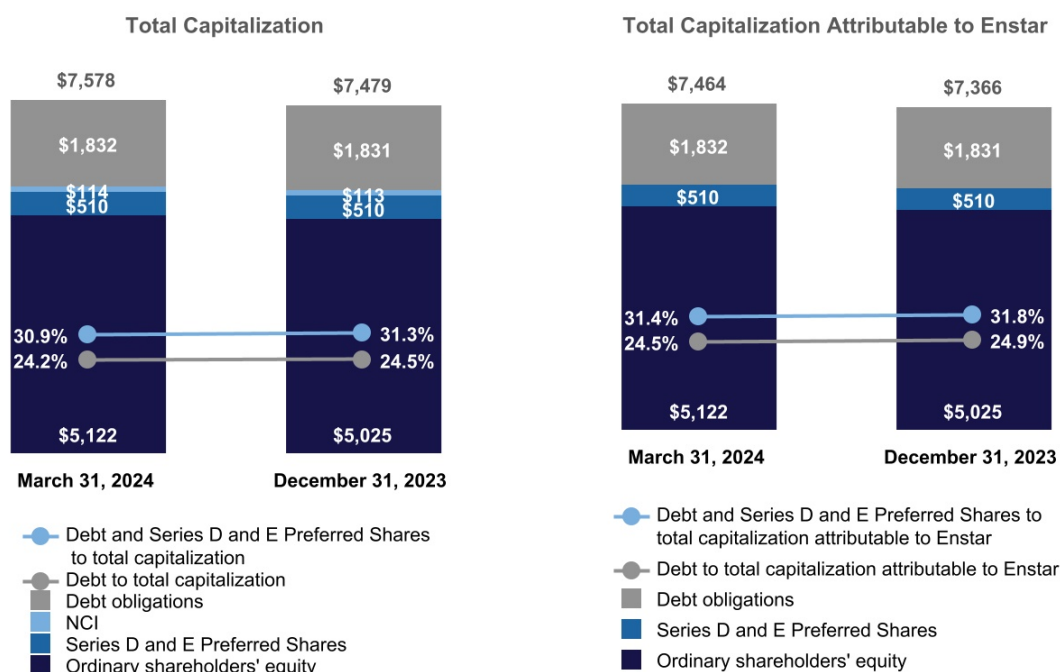 Total Capitalization
$7,578
$7,479
$1,832
$1,831
$114
$113
$510
$510
30.9%
31.3%
24.2%
24.5%
$5,122
$5,025
March 31, 2024
December 31, 2023
Debt and Series D and E Preferred Shares
to total capitalization
Debt to total capitalization
Debt obligations
NCI
Series D and E Preferred Shares
Ordinary shareholders' equity
Total Capitalization Attributable to Enstar
$7,464
$7,366
$1,832
$1,831
$510
$510
31.4%
31.8%
24.5%
24.9%
$5,122
$5,025
March 31, 2024
December 31, 2023
Debt and Series D and E Preferred Shares to
total capitalization attributable to Enstar
Debt to total capitalization attributable to Enstar
Debt obligations
Series D and E Preferred Shares
Ordinary shareholders' equity